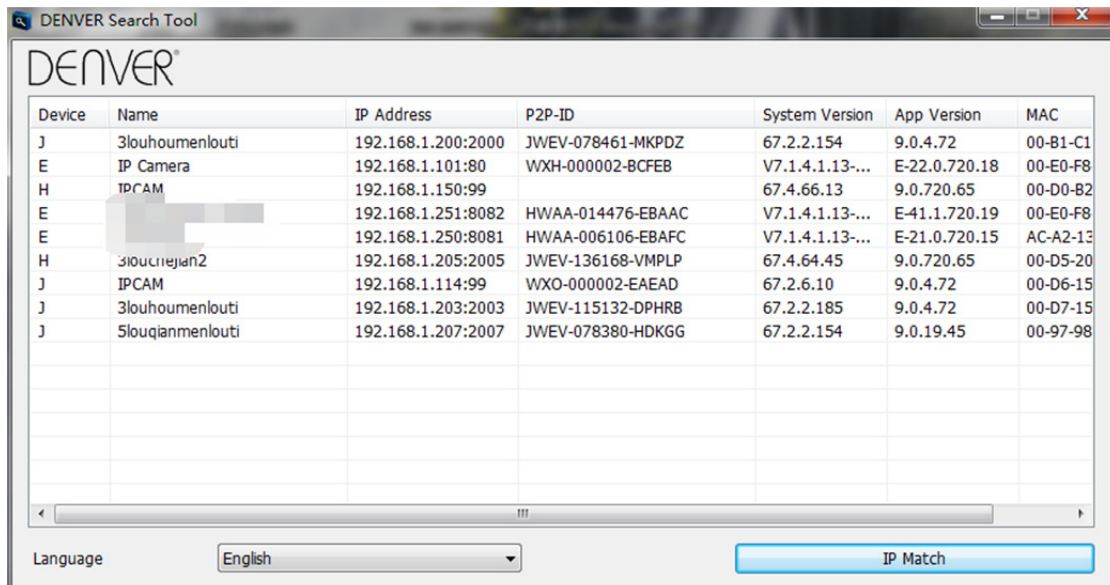 DENVER Search Tool
DENVER®
Device Name IP Address P2P-ID System Version App Version MAC
J 3louhoumenlouti 192.168.1.200:2000 JWEV-078461-MKPDZ 67.2.2.154 9.0.4.72 00-B1-C1
E IP Camera 192.168.1.101:80 WXH-000002-BCFEB V7.1.4.1.13-... E-22.0.720.18 00-E0-F8
H IPCAM 192.168.1.150:99 67.4.66.13 9.0.720.65 00-D0-B2
E 192.168.1.251:8082 HWAA-014476-EBAAC V7.1.4.1.13-... E-41.1.720.19 00-E0-F8
E 192.168.1.250:8081 HWAA-006106-EBAFC V7.1.4.1.13-... E-21.0.720.15 AC-A2-13
H 3louchejian2 192.168.1.205:2005 JWEV-136168-VMPLP 67.4.64.45 9.0.720.65 00-D5-20
J IPCAM 192.168.1.114:99 WXO-000002-EAEAD 67.2.6.10 9.0.4.72 00-D6-15
J 3louhoumenlouti 192.168.1.203:2003 JWEV-115132-DPHRB 67.2.2.185 9.0.4.72 00-D7-15
J 5louqianmenlouti 192.168.1.207:2007 JWEV-078380-HDKGG 67.2.2.154 9.0.19.45 00-97-98
Language English IP Match